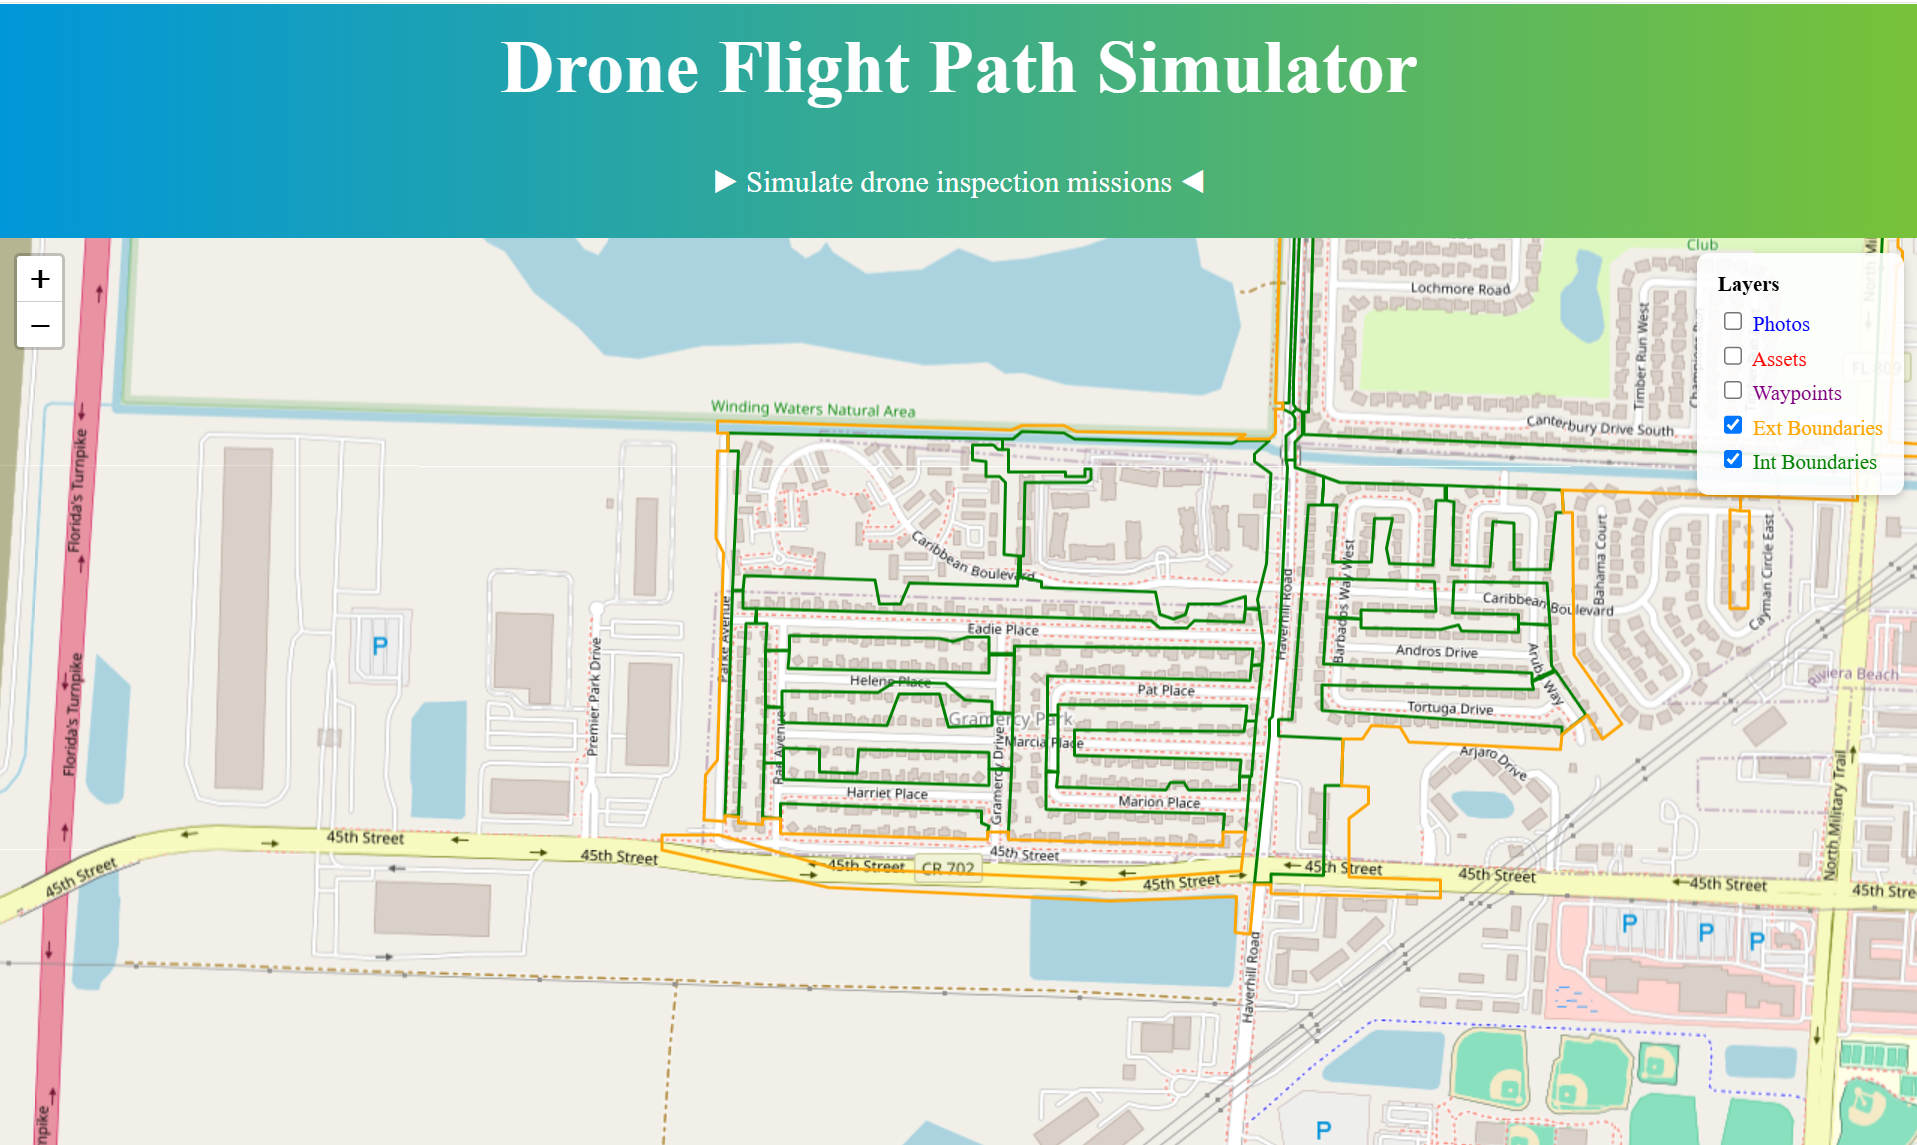 Drone Flight Path Simulator
▶ Simulate drone inspection missions ◀
+
−
Layers
Photos
Assets
Waypoints
Ext Boundaries
Int Boundaries
Club
Lochmore Road
Timber Run West
Canterbury Drive South
Winding Waters Natural Area
Florida's Turnpike
Florida's Turnpike
Florida's Turnpike
Caribbean Boulevard
Caribbean Boulevard
Bahama Court
Cayman Circle East
Barbados Way West
Haverhill Road
Parke Avenue
Eadie Place
Andros Drive
Aruba Way
Helene Place
Pat Place
Riviera Beach
Tortuga Drive
Gramercy Park
Marcia Place
Gramercy Drive
Rae Avenue
Premier Park Drive
P
Arjaro Drive
Harriet Place
Marion Place
North Military Trail
45th Street
45th Street
45th Street
45th Street
45th Street
CR 702
45th Street
45th Street
45th Street
45th Street
45th Stre
P
P
P
Haverhill Road
npike
P